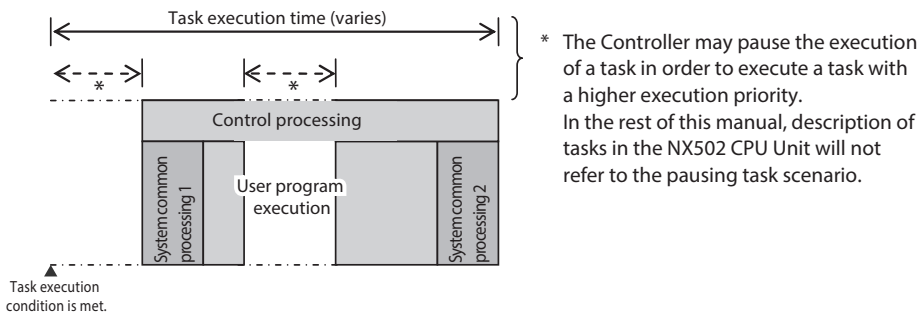 Task execution time (varies)
*
*
Control processing
System common
processing 1
User program
execution
System common
processing 2
Task execution
condition is met.
* The Controller may pause the execution
of a task in order to execute a task with
a higher execution priority.
In the rest of this manual, description of
tasks in the NX502 CPU Unit will not
refer to the pausing task scenario.